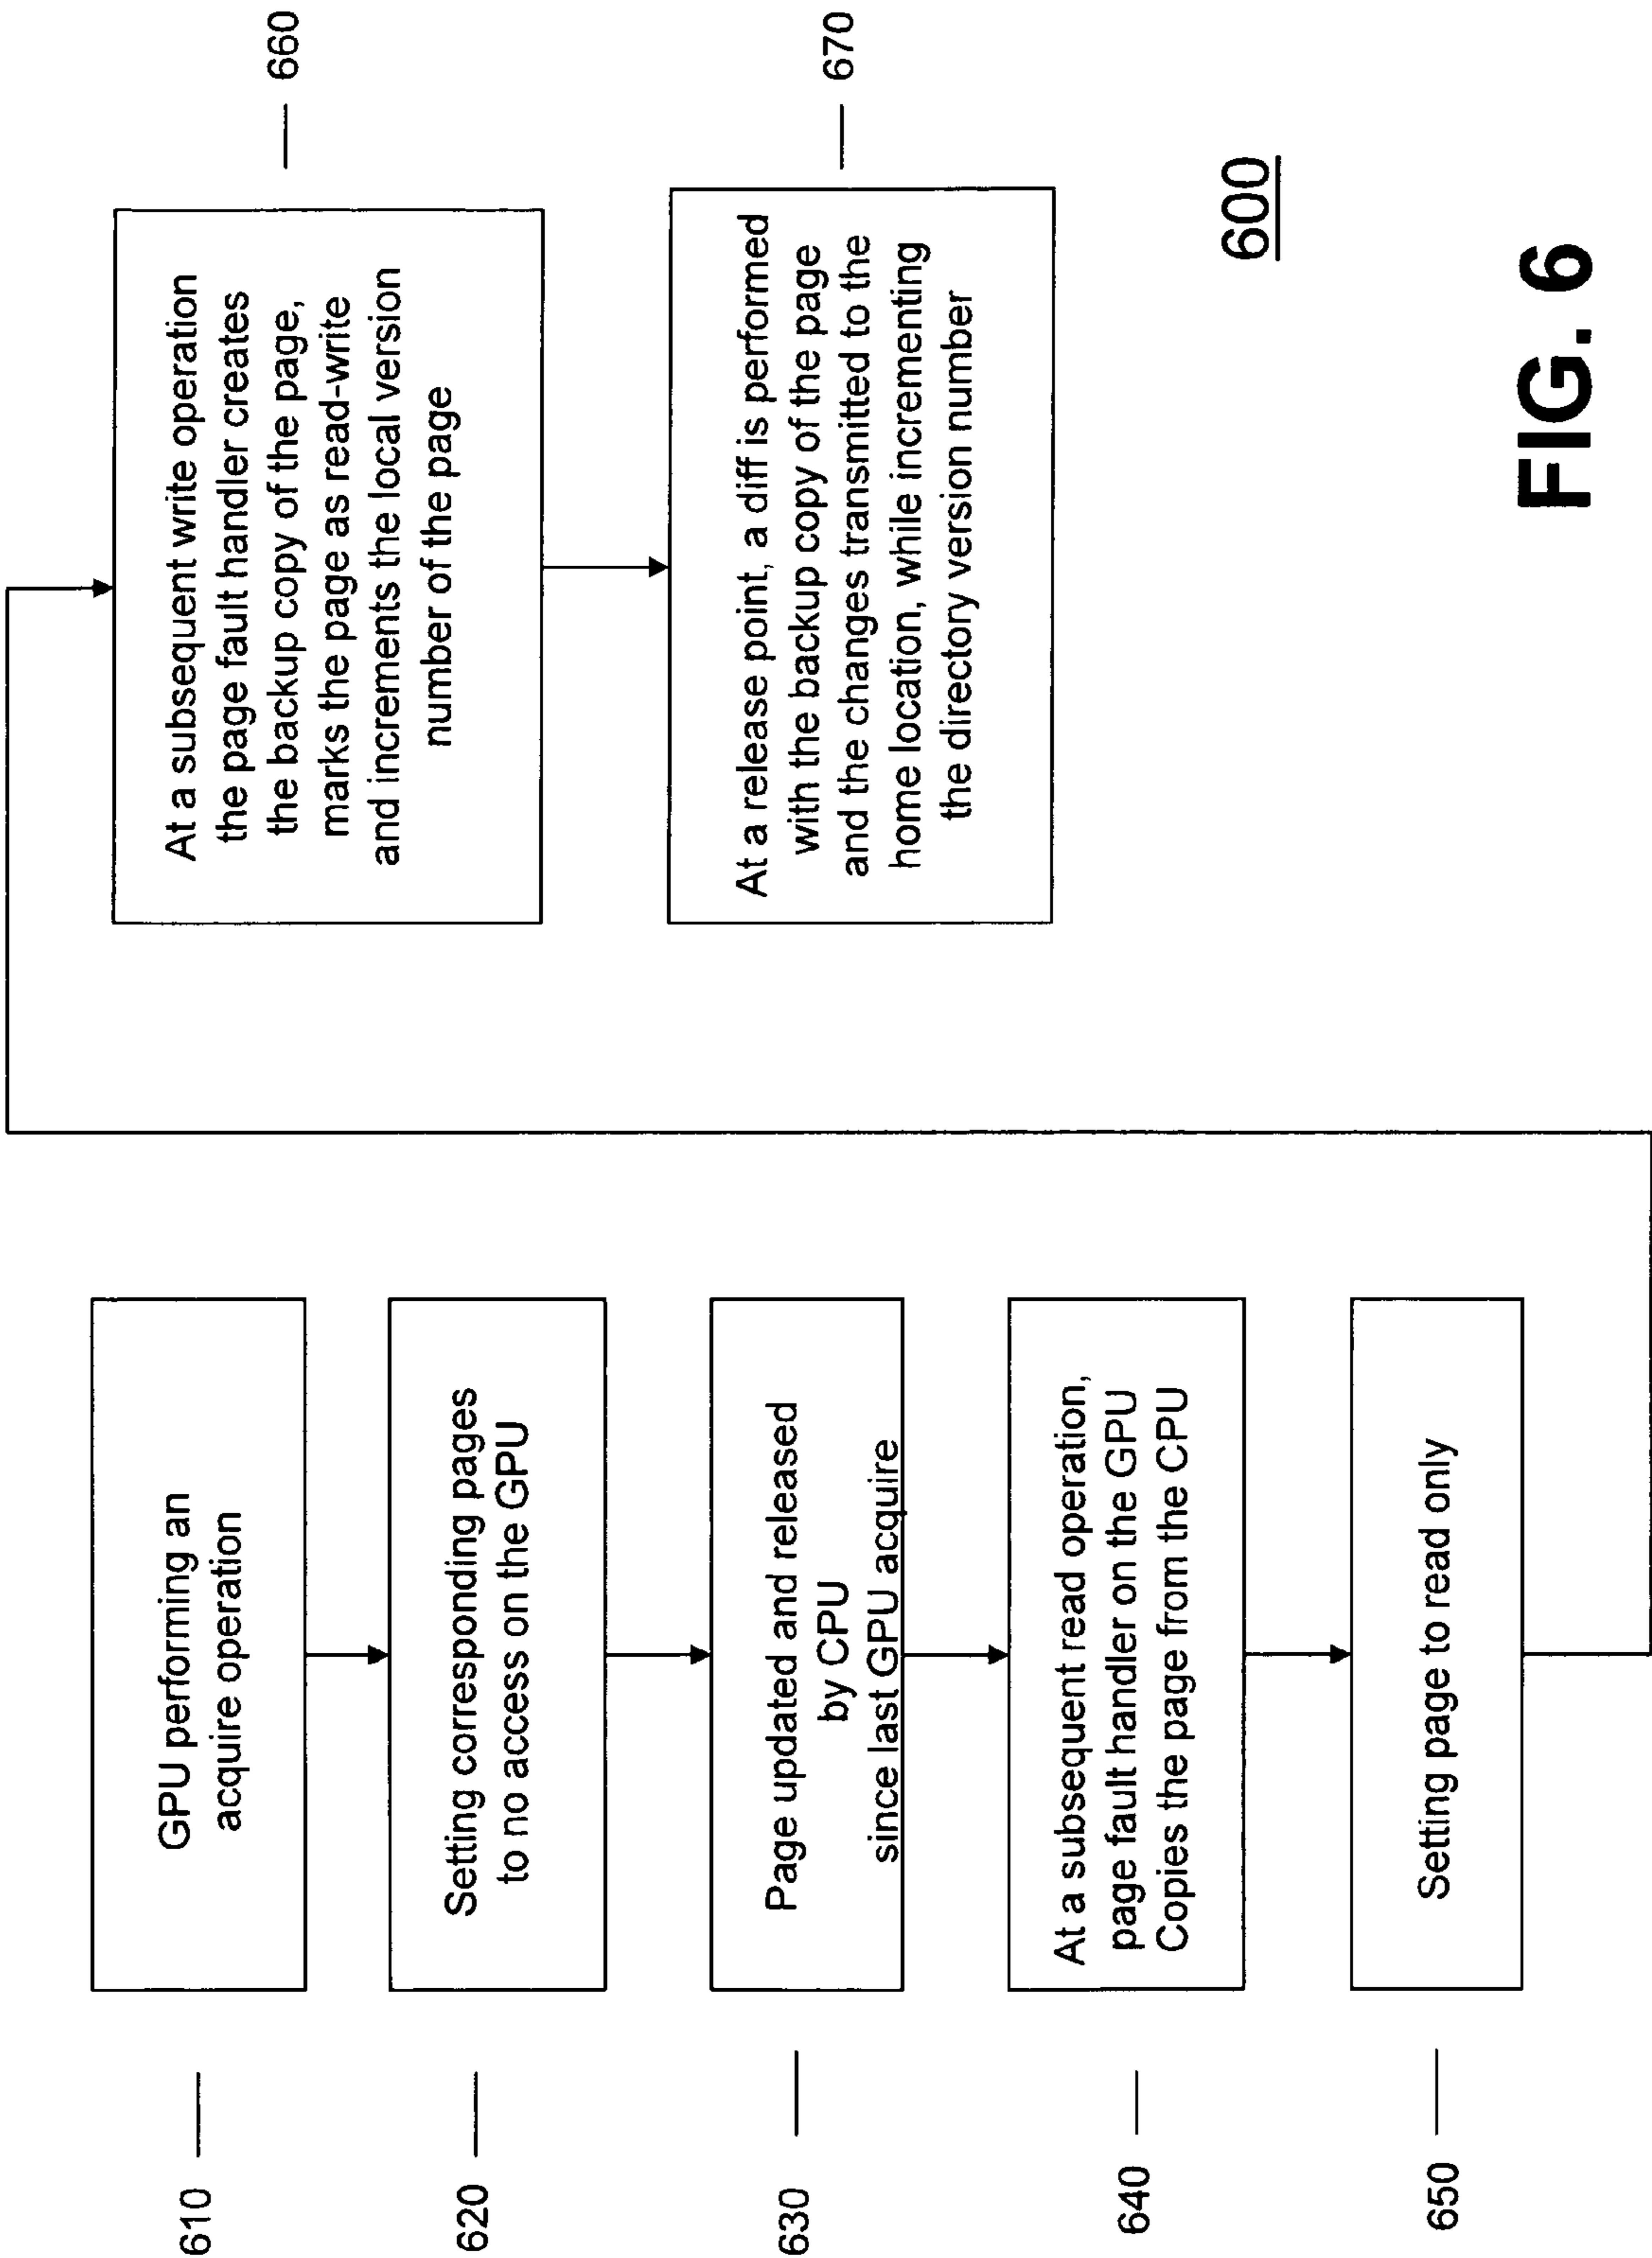 610
GPU performing an
acquire operation
620
Setting corresponding pages
to no access on the GPU
630
Page updated and released
by CPU
since last GPU acquire
640
At a subsequent read operation,
page fault handler on the GPU
Copies the page from the CPU
650
Setting page to read only
At a subsequent write operation
the page fault handler creates
the backup copy of the page,
marks the page as read-write
and increments the local version
number of the page
660
At a release point, a diff is performed
with the backup copy of the page
and the changes transmitted to the
home location, while incrementing
the directory version number
670
600
FIG. 6